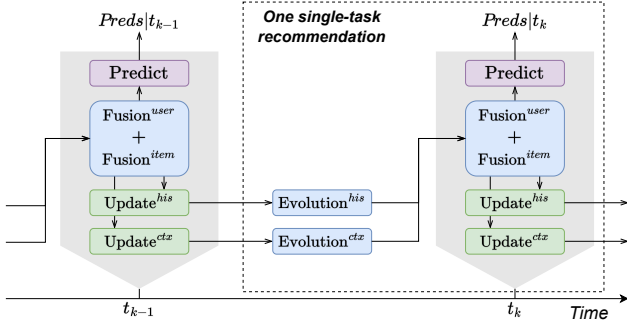 Preds|t_{k-1}
One single-task
recommendation
Preds|t_k
Predict
Predict
Fusion^{user}
+
Fusion^{item}
Fusion^{user}
+
Fusion^{item}
Update^{his}
Evolution^{his}
Update^{his}
Update^{ctx}
Evolution^{ctx}
Update^{ctx}
t_{k-1}
t_k
Time